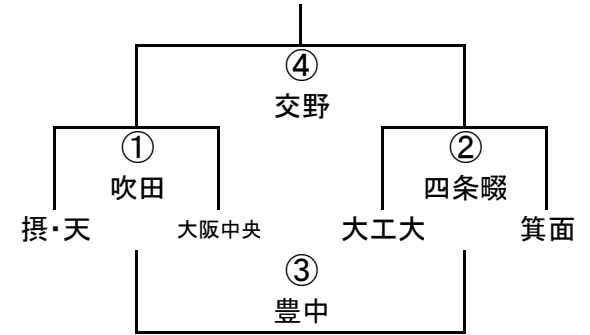 ④
交野
① ②
吹田 四条畷
摂・天 大阪中央 大工大 箕面
③
豊中